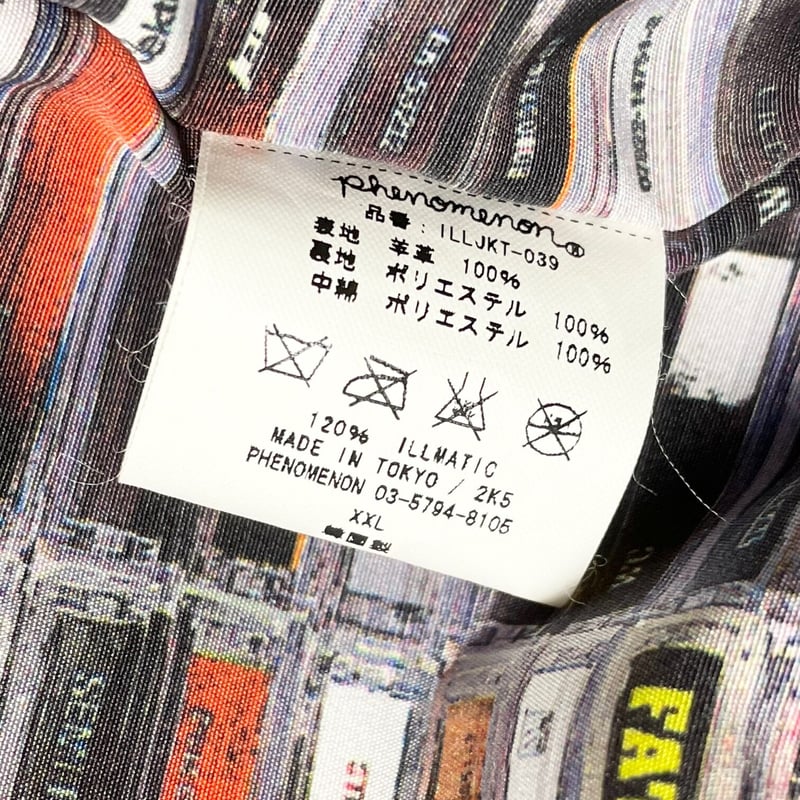 phenomenon®
品番：ILLJKT-039
表地 羊革 100%
裏地 ポリエステル 100%
中綿 ポリエステル 100%
120% ILLMATIC
MADE IN TOKYO / 2K5
PHENOMENON 03-5794-8105
XXL
韓国製
FAT